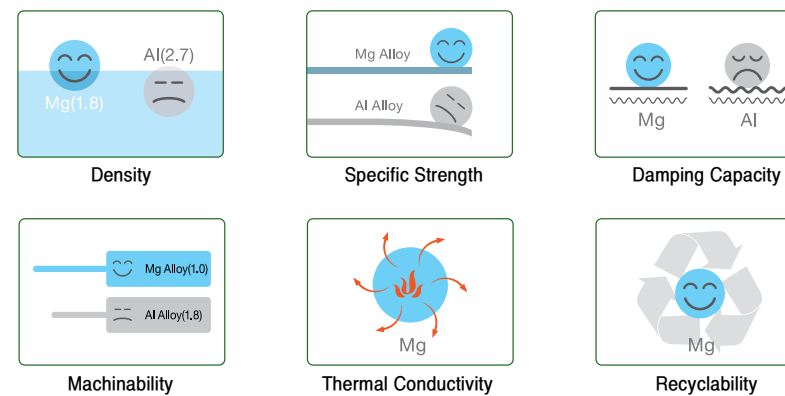 Al(2.7)
Mg(1.8)
Density
Mg Alloy
Al Alloy
Specific Strength
Mg
Al
Damping Capacity
Mg Alloy(1.0)
Al Alloy(1.8)
Machinability
Mg
Thermal Conductivity
Mg
Recyclability